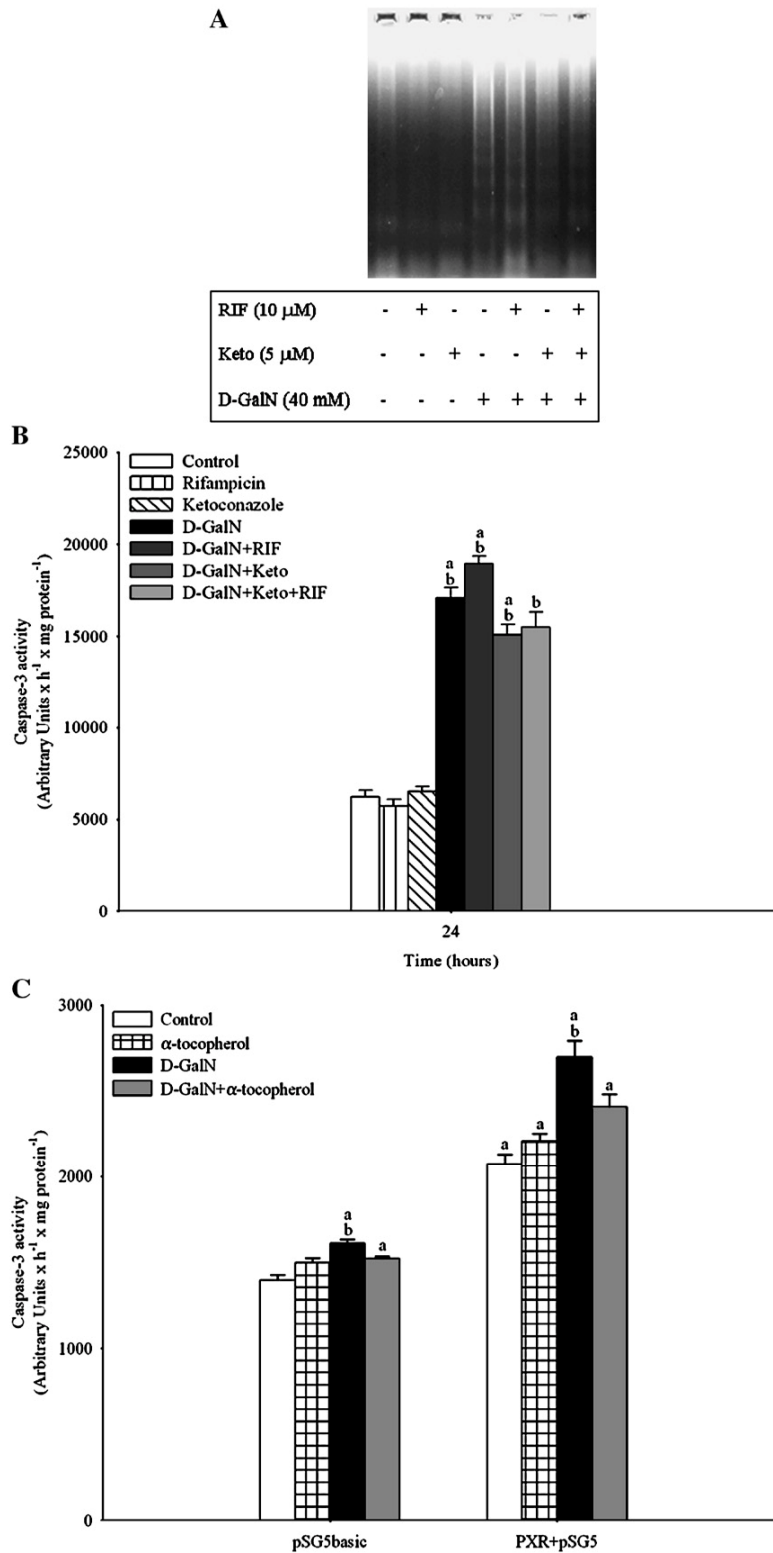 A
RIF (10 μM) - + - - + - +
Keto (5 μM) - - + - - + +
D-GalN (40 mM) - - - + + + +
B
25000
20000
15000
10000
5000
0
Caspase-3 activity
(Arbitrary Units x h⁻¹ x mg protein⁻¹)
Control
Rifampicin
Ketoconazole
D-GalN
D-GalN+RIF
D-GalN+Keto
D-GalN+Keto+RIF
a
b
a
b
a
b
b
24
Time (hours)
C
3000
2000
1000
0
Caspase-3 activity
(Arbitrary Units x h⁻¹ x mg protein⁻¹)
Control
α-tocopherol
D-GalN
D-GalN+α-tocopherol
a
b
a
a
a
a
b
a
pSG5basic PXR+pSG5